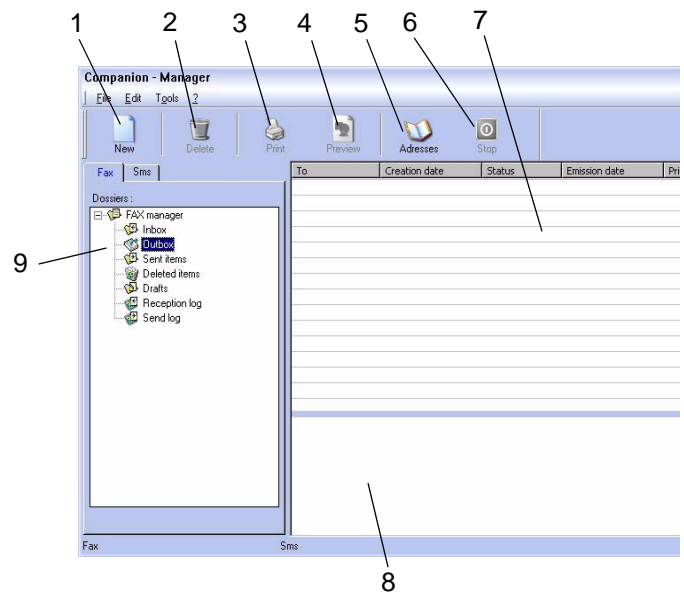 1 2 3 4 5 6 7
Companion - Manager
File Edit Tools ?
New Delete Print Preview Adresses Stop
Fax Sms
To Creation date Status Emission date Pri
Dossiers :
FAX manager
Inbox
Outbox
9
Sent items
Deleted items
Drafts
Reception log
Send log
Fax Sms
8